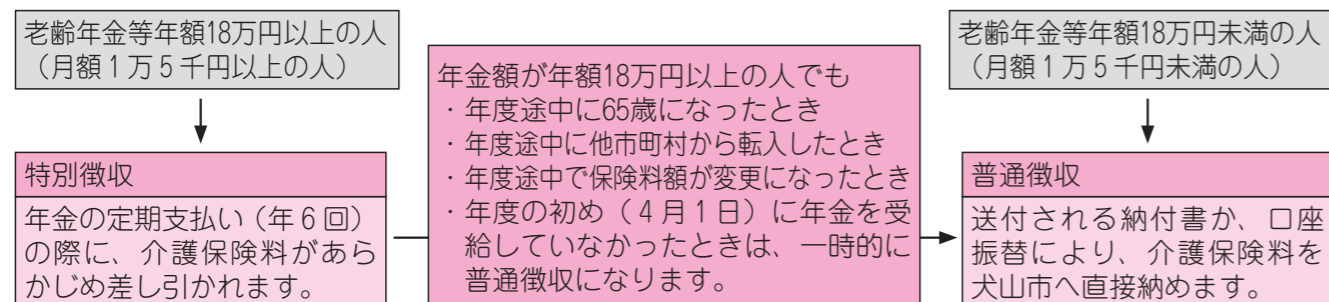 老齢年金等年額18万円以上の人
(月額1万5千円以上の人)
特別徴収
年金の定期支払い(年6回)
の際に、介護保険料があら
かじめ差し引かれます。
年金額が年額18万円以上の人でも
・年度途中に65歳になったとき
・年度途中に他市町村から転入したとき
・年度途中で保険料額が変更になったとき
・年度の初め(4月1日)に年金を受
給していなかったときは、一時的に
普通徴収になります。
老齢年金等年額18万円未満の人
(月額1万5千円未満の人)
普通徴収
送付される納付書か、口座
振替により、介護保険料を
犬山市へ直接納めます。